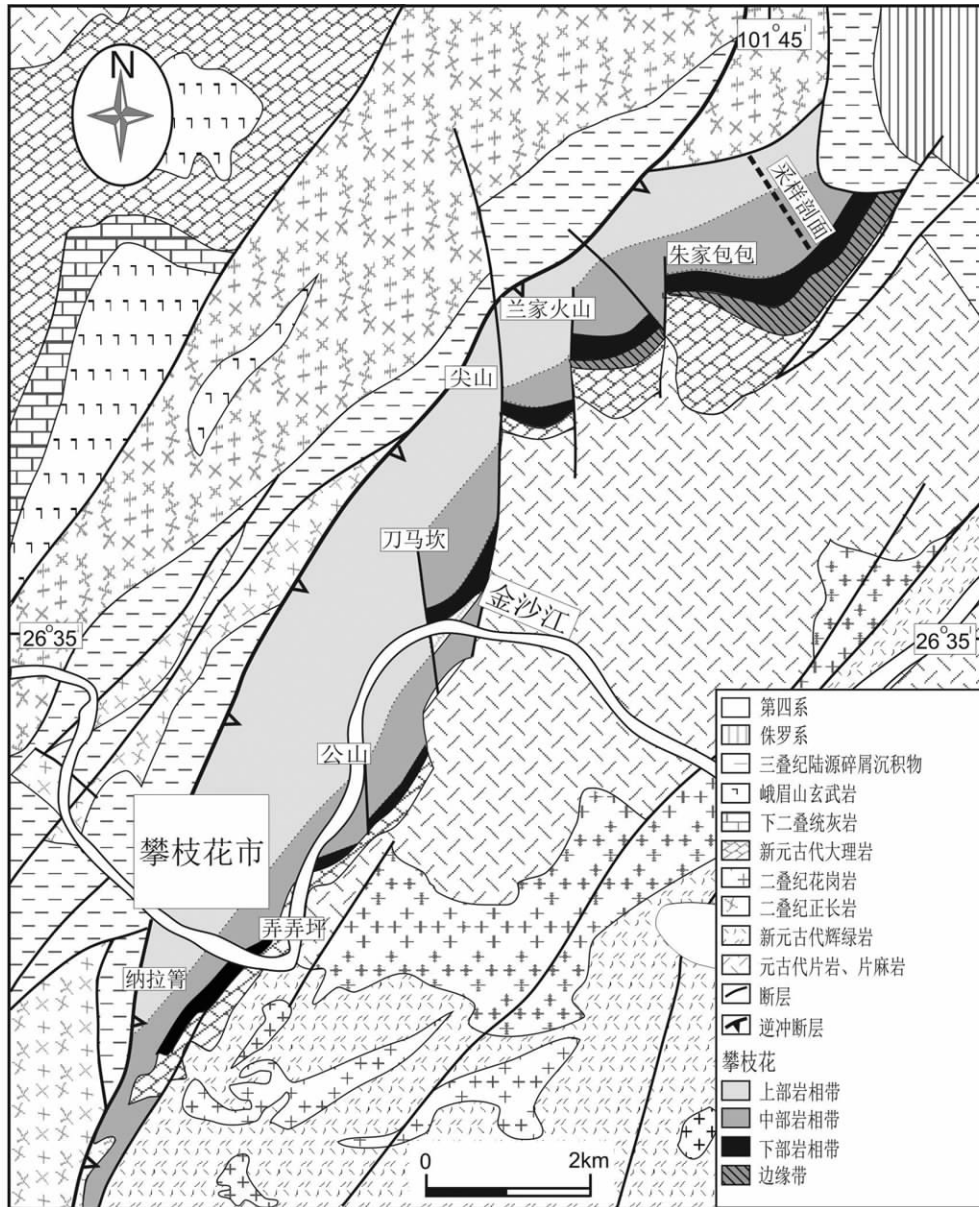 101°45'
N
采样剖面
朱家包包
兰家火山
尖山
刀马坎
金沙江
26°35'
26°35'
公山
攀枝花市
弄弄坪
纳拉箐
第四系
侏罗系
三叠纪陆源碎屑沉积物
峨眉山玄武岩
下二叠统灰岩
新元古代大理岩
二叠纪花岗岩
二叠纪正长岩
新元古代辉绿岩
元古代片岩、片麻岩
断层
逆冲断层
攀枝花
上部岩相带
中部岩相带
下部岩相带
边缘带
0
2km